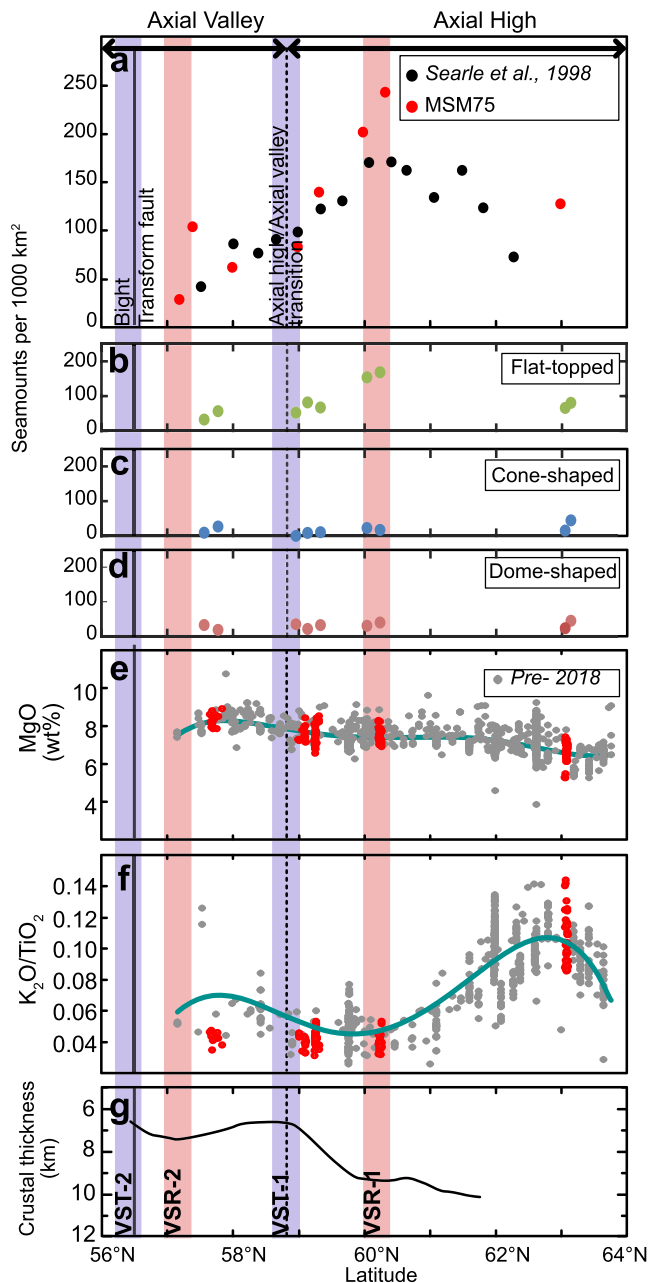 Axial Valley
Axial High
a
Searle et al., 1998
MSM75
250
200
150
100
50
0
Seamounts per 1000 km²
Bight
Transform fault
Axial high/Axial valley
transition
b
Flat-topped
200
100
0
c
Cone-shaped
200
100
0
d
Dome-shaped
200
100
0
e
Pre- 2018
10
8
6
4
MgO
(wt%)
f
0.14
0.12
0.10
0.08
0.06
0.04
K₂O/TiO₂
g
6
8
10
12
Crustal thickness
(km)
VST-2
VSR-2
VST-1
VSR-1
56°N
58°N
60°N
62°N
64°N
Latitude